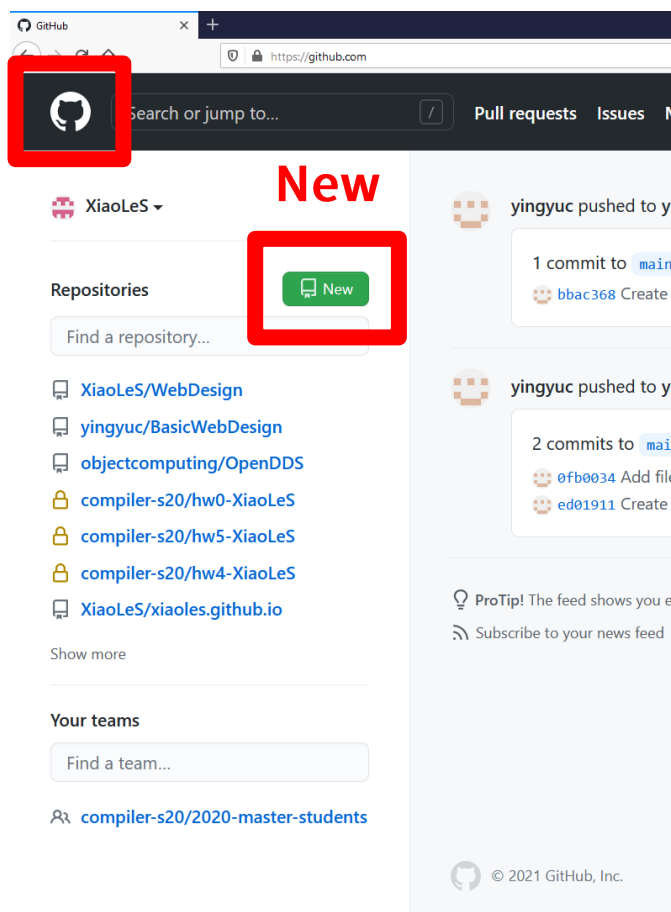 GitHub
https://github.com
Search or jump to...
/
Pull requests
Issues
New
XiaoLeS
Repositories
New
Find a repository...
XiaoLeS/WebDesign
yingyuc/BasicWebDesign
objectcomputing/OpenDDS
compiler-s20/hw0-XiaoLeS
compiler-s20/hw5-XiaoLeS
compiler-s20/hw4-XiaoLeS
XiaoLeS/xiaoles.github.io
Show more
Your teams
Find a team...
compiler-s20/2020-master-students
yingyuc pushed to
1 commit to main
bbac368 Create
yingyuc pushed to
2 commits to
0fb0034 Add
ed01911 Create
ProTip! The feed shows you
Subscribe to your news feed
© 2021 GitHub, Inc.